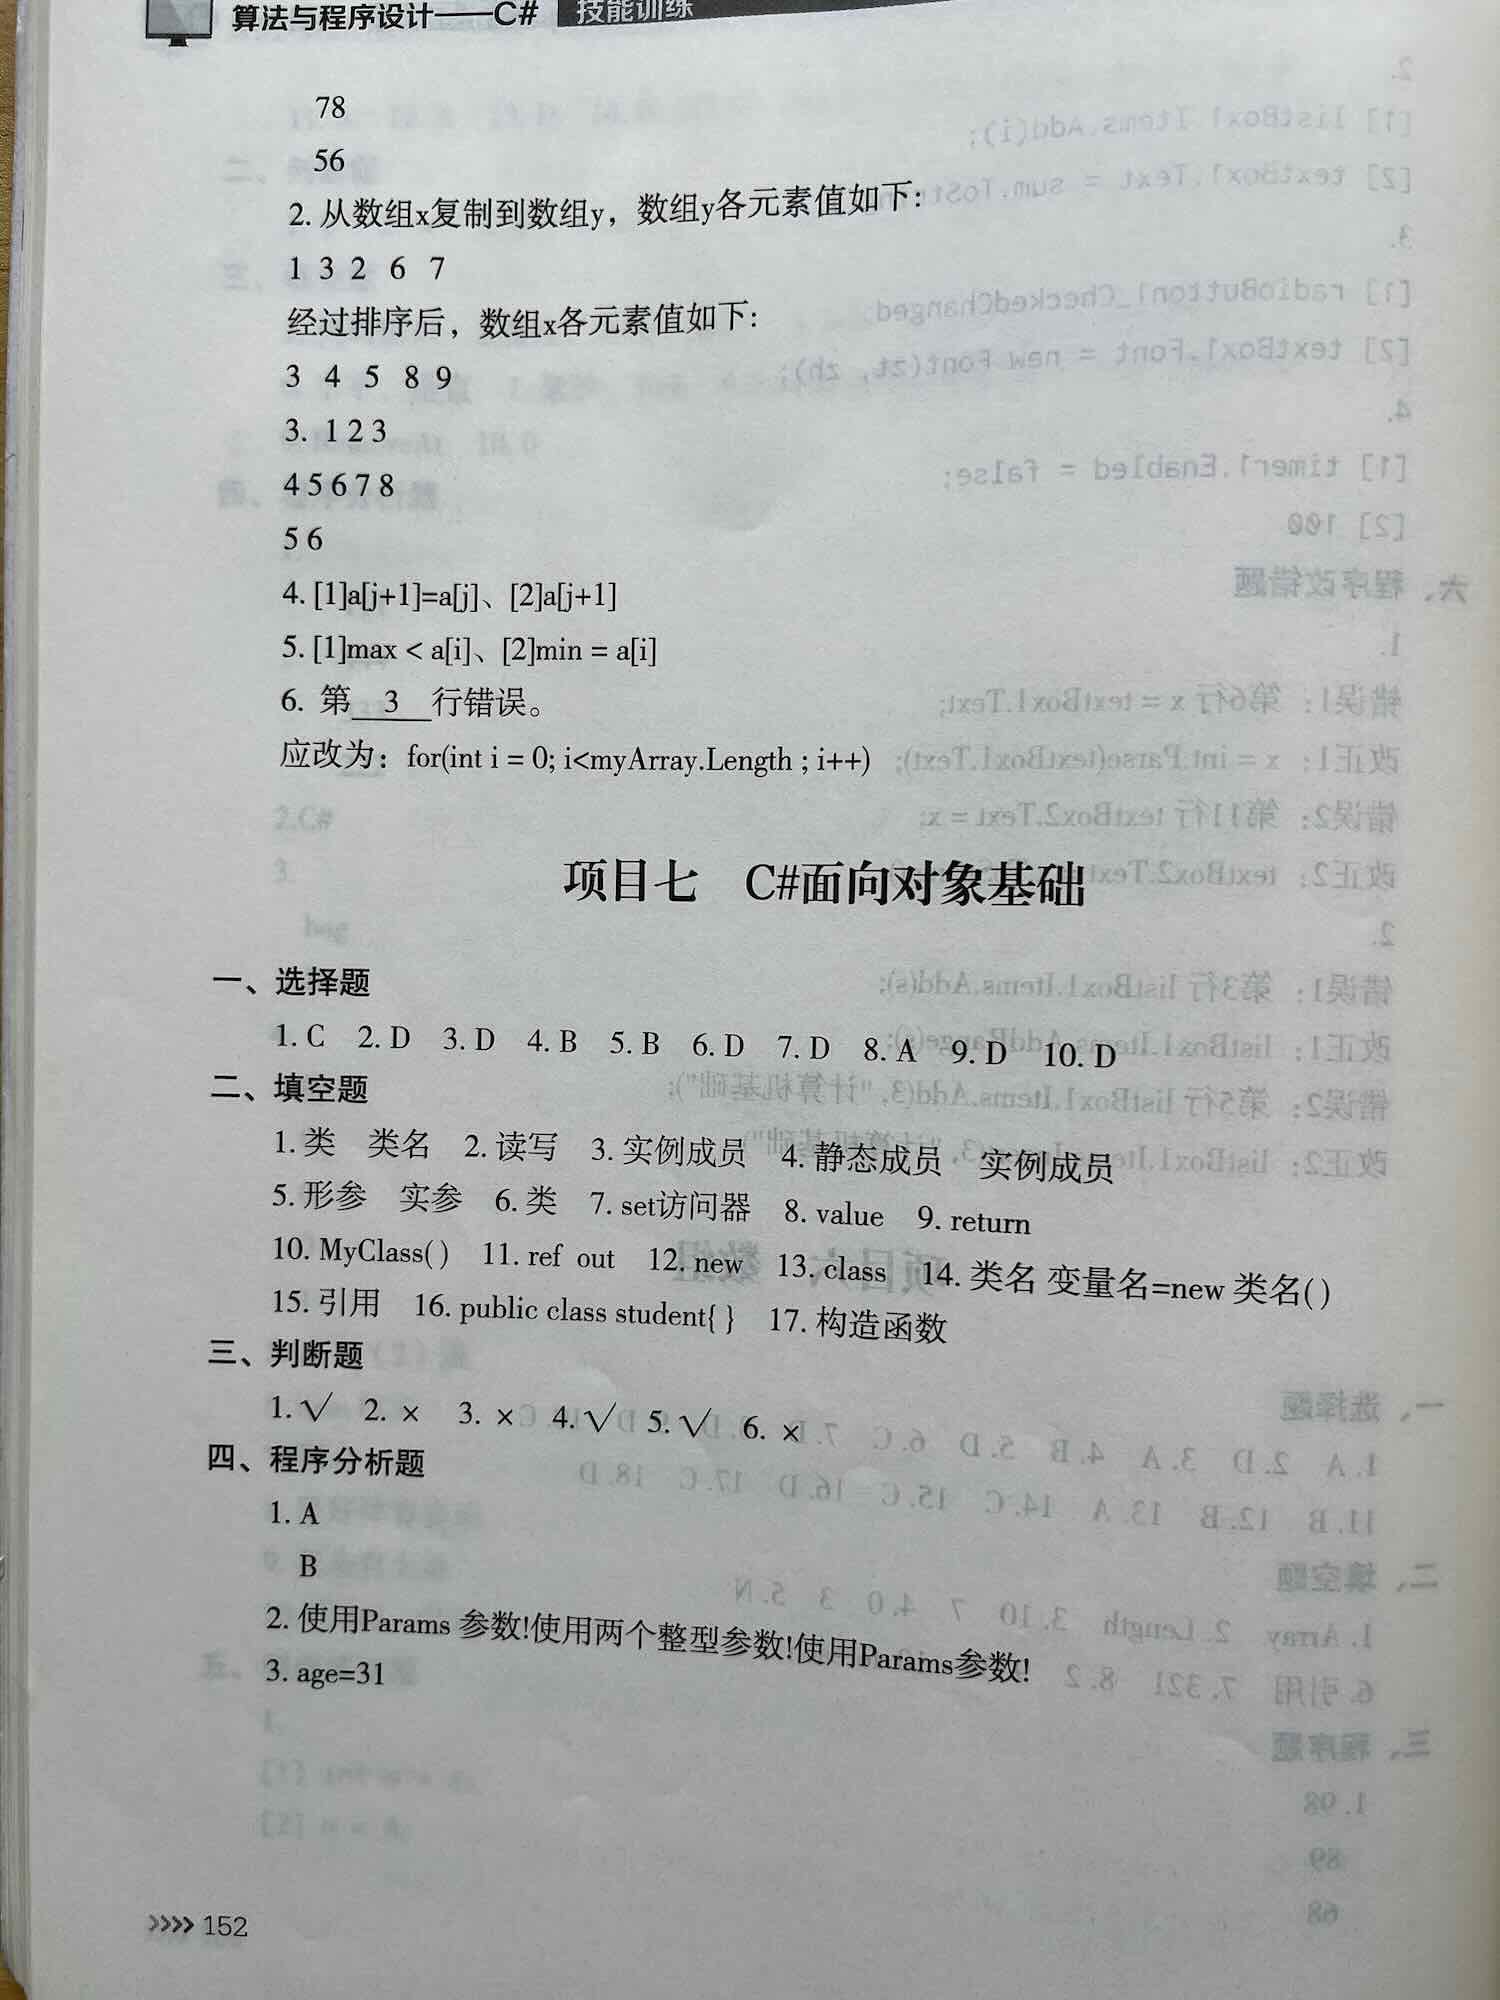 算法与程序设计——C# 技能训练
78
56
2. 从数组x复制到数组y，数组y各元素值如下：
1 3 2 6 7
经过排序后，数组x各元素值如下：
3 4 5 8 9
3. 1 2 3
4 5 6 7 8
5 6
4. [1]a[j+1]=a[j]、[2]a[j+1]
5. [1]max < a[i]、[2]min = a[i]
6. 第 3 行错误。
应改为：for(int i = 0; i<myArray.Length ; i++)
项目七 C#面向对象基础
一、选择题
1. C 2. D 3. D 4. B 5. B 6. D 7. D 8. A 9. D 10. D
二、填空题
1. 类 类名 2. 读写 3. 实例成员 4. 静态成员 实例成员
5. 形参 实参 6. 类 7. set访问器 8. value 9. return
10. MyClass( ) 11. ref out 12. new 13. class 14. 类名 变量名=new 类名( )
15. 引用 16. public class student{ } 17. 构造函数
三、判断题
1. √ 2. × 3. × 4. √ 5. √ 6. ×
四、程序分析题
1. A
B
2. 使用Params 参数!使用两个整型参数!使用Params参数!
3. age=31
>>>> 152